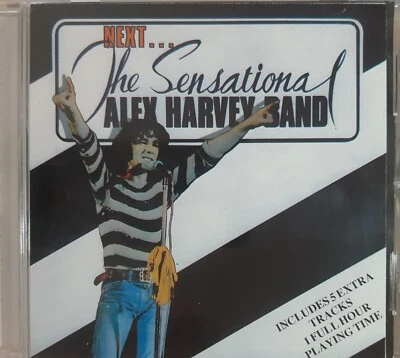 NEXT...
The Sensational
ALEX HARVEY BAND
INCLUDES 5 EXTRA
TRACKS
1 FULL HOUR
PLAYING TIME